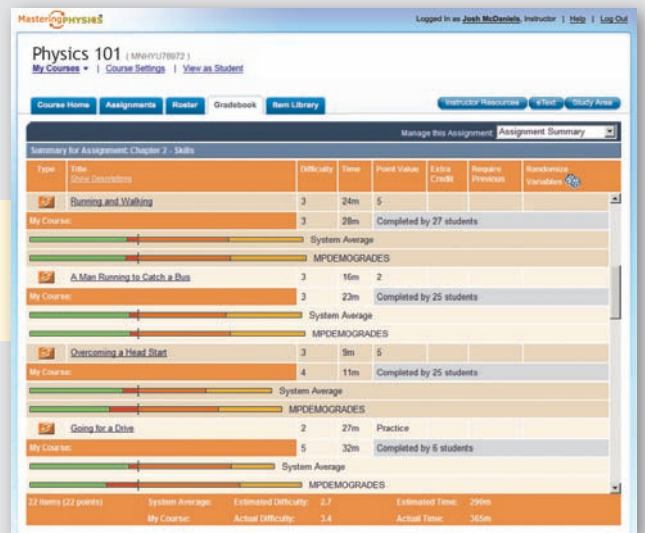 MasteringPHYSICS
Logged in as Josh McDaniels, Instructor | Help | Log Out
Physics 101 ( MNHYU78972 )
My Courses | Course Settings | View as Student
Course Home Assignments Roster Gradebook Item Library Instructor Resources eText Study Area
Manage this Assignment: Assignment Summary
Summary for Assignment: Chapter 2 - Skills
Type Title Difficulty Time Point Value Extra Credit Require Previous Randomize Variables
Show Descriptions
Running and Walking 3 24m 5
My Course: 3 28m Completed by 27 students
System Average
MPDEMOGRADES
A Man Running to Catch a Bus 3 16m 2
My Course: 3 23m Completed by 25 students
System Average
MPDEMOGRADES
Overcoming a Head Start 3 9m 5
My Course: 4 11m Completed by 25 students
System Average
MPDEMOGRADES
Going for a Drive 2 27m Practice
My Course: 5 32m Completed by 6 students
System Average
MPDEMOGRADES
22 Items (22 points) System Average: Estimated Difficulty: 2.7 Estimated Time: 290m
My Course: Actual Difficulty: 3.4 Actual Time: 365m